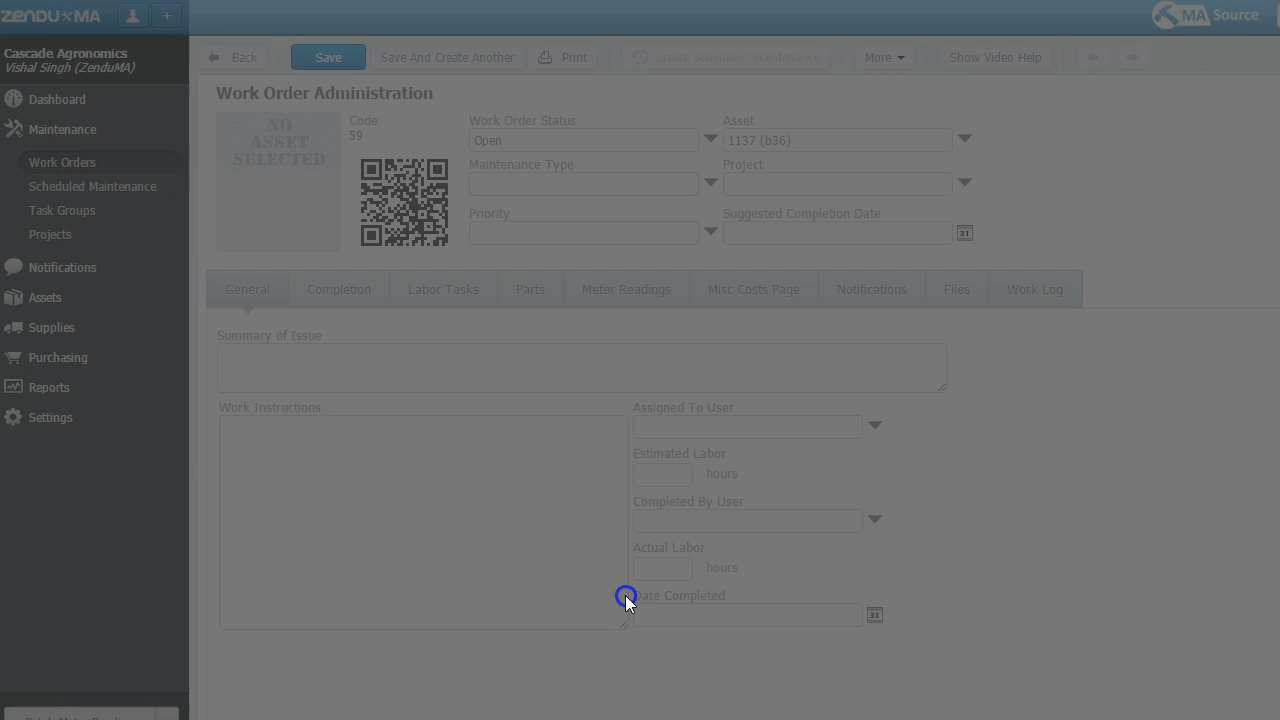 ZENDU MA
+
MA Source
Cascade Agronomics
Vishal Singh (ZenduMA)
Back
Save
Save And Create Another
Print
Create Scheduled Maintenance
More
Show Video Help
Dashboard
Maintenance
Work Orders
Scheduled Maintenance
Task Groups
Projects
Notifications
Assets
Supplies
Purchasing
Reports
Settings
Work Order Administration
NO
ASSET
SELECTED
Code
59
Work Order Status
Open
Asset
1137 (b36)
Maintenance Type
Project
Priority
Suggested Completion Date
31
General
Completion
Labor Tasks
Parts
Meter Readings
Misc Costs Page
Notifications
Files
Work Log
Summary of Issue
Work Instructions
Assigned To User
Estimated Labor
hours
Completed By User
Actual Labor
hours
Date Completed
31